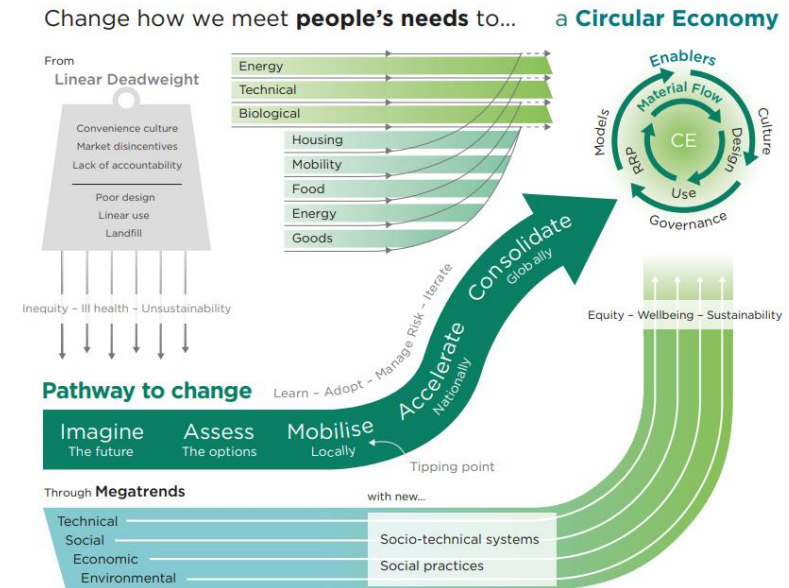 Change how we meet people's needs to... a Circular Economy
From
Linear Deadweight
Convenience culture
Market disincentives
Lack of accountability
Poor design
Linear use
Landfill
Inequity – Ill health – Unsustainability
Energy
Technical
Biological
Housing
Mobility
Food
Energy
Goods
Enablers
Models
Culture
Governance
Material Flow
Design
Use
RRP
CE
Equity – Wellbeing – Sustainability
Pathway to change
Learn – Adopt – Manage Risk – Iterate
Imagine
The future
Assess
The options
Mobilise
Locally
Accelerate
Nationally
Consolidate
Globally
Tipping point
Through Megatrends
with new...
Technical
Social
Economic
Environmental
Socio-technical systems
Social practices